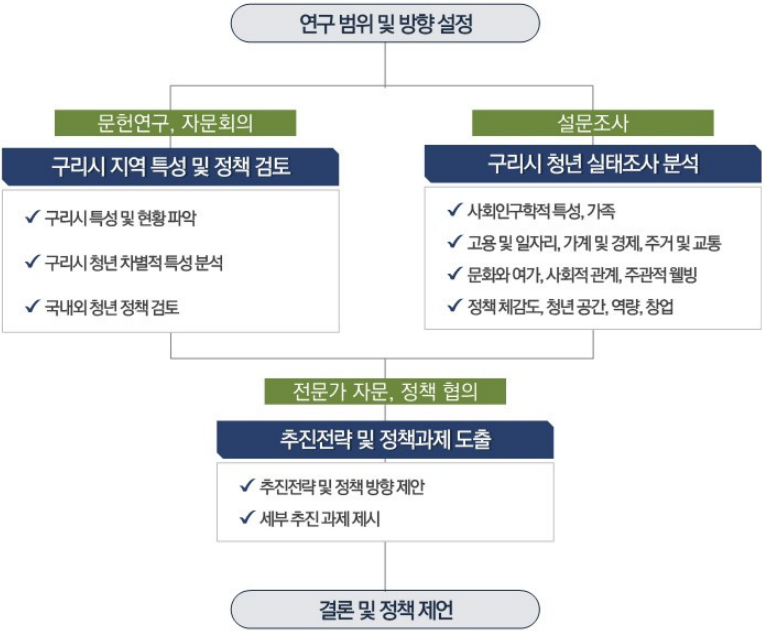 연구 범위 및 방향 설정
문헌연구, 자문회의
구리시 지역 특성 및 정책 검토
✓ 구리시 특성 및 현황 파악
✓ 구리시 청년 차별적 특성 분석
✓ 국내외 청년 정책 검토
설문조사
구리시 청년 실태조사 분석
✓ 사회인구학적 특성, 가족
✓ 고용 및 일자리, 가계 및 경제, 주거 및 교통
✓ 문화와 여가, 사회적 관계, 주관적 웰빙
✓ 정책 체감도, 청년 공간, 역량, 창업
전문가 자문, 정책 협의
추진전략 및 정책과제 도출
✓ 추진전략 및 정책 방향 제안
✓ 세부 추진 과제 제시
결론 및 정책 제언